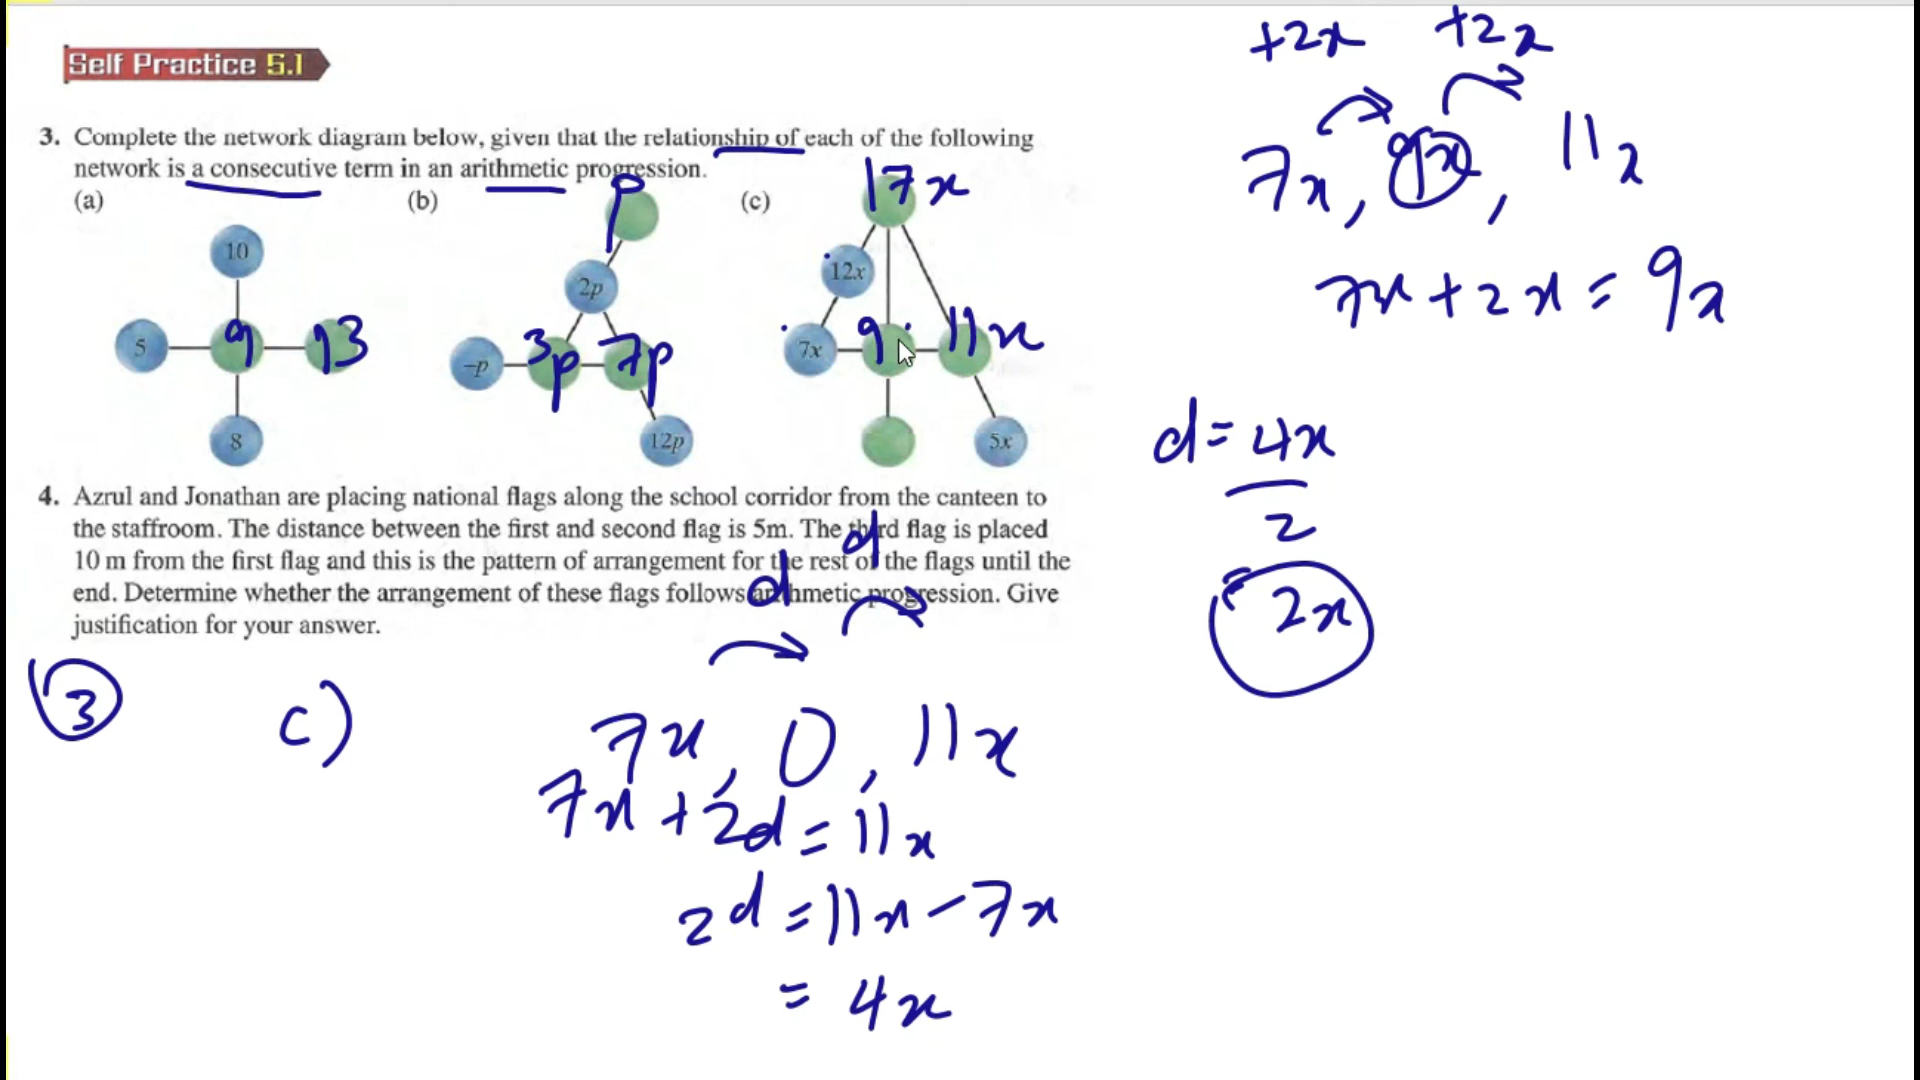 Self Practice 5.1
3. Complete the network diagram below, given that the relationship of each of the following
network is a consecutive term in an arithmetic progression.
(a) (b) (c)
10
5 9 13
8
p
2p
-p 3p 7p
12p
17x
12x
7x 9 11x
5x
4. Azrul and Jonathan are placing national flags along the school corridor from the canteen to
the staffroom. The distance between the first and second flag is 5m. The third flag is placed
10 m from the first flag and this is the pattern of arrangement for the rest of the flags until the
end. Determine whether the arrangement of these flags follows arithmetic progression. Give
justification for your answer.
3 c)
d d
7x, 0, 11x
7x + 2d = 11x
2d = 11x - 7x
= 4x
+2x +2x
7x, 9x, 11x
7x + 2x = 9x
d = 4x
2
= 2x